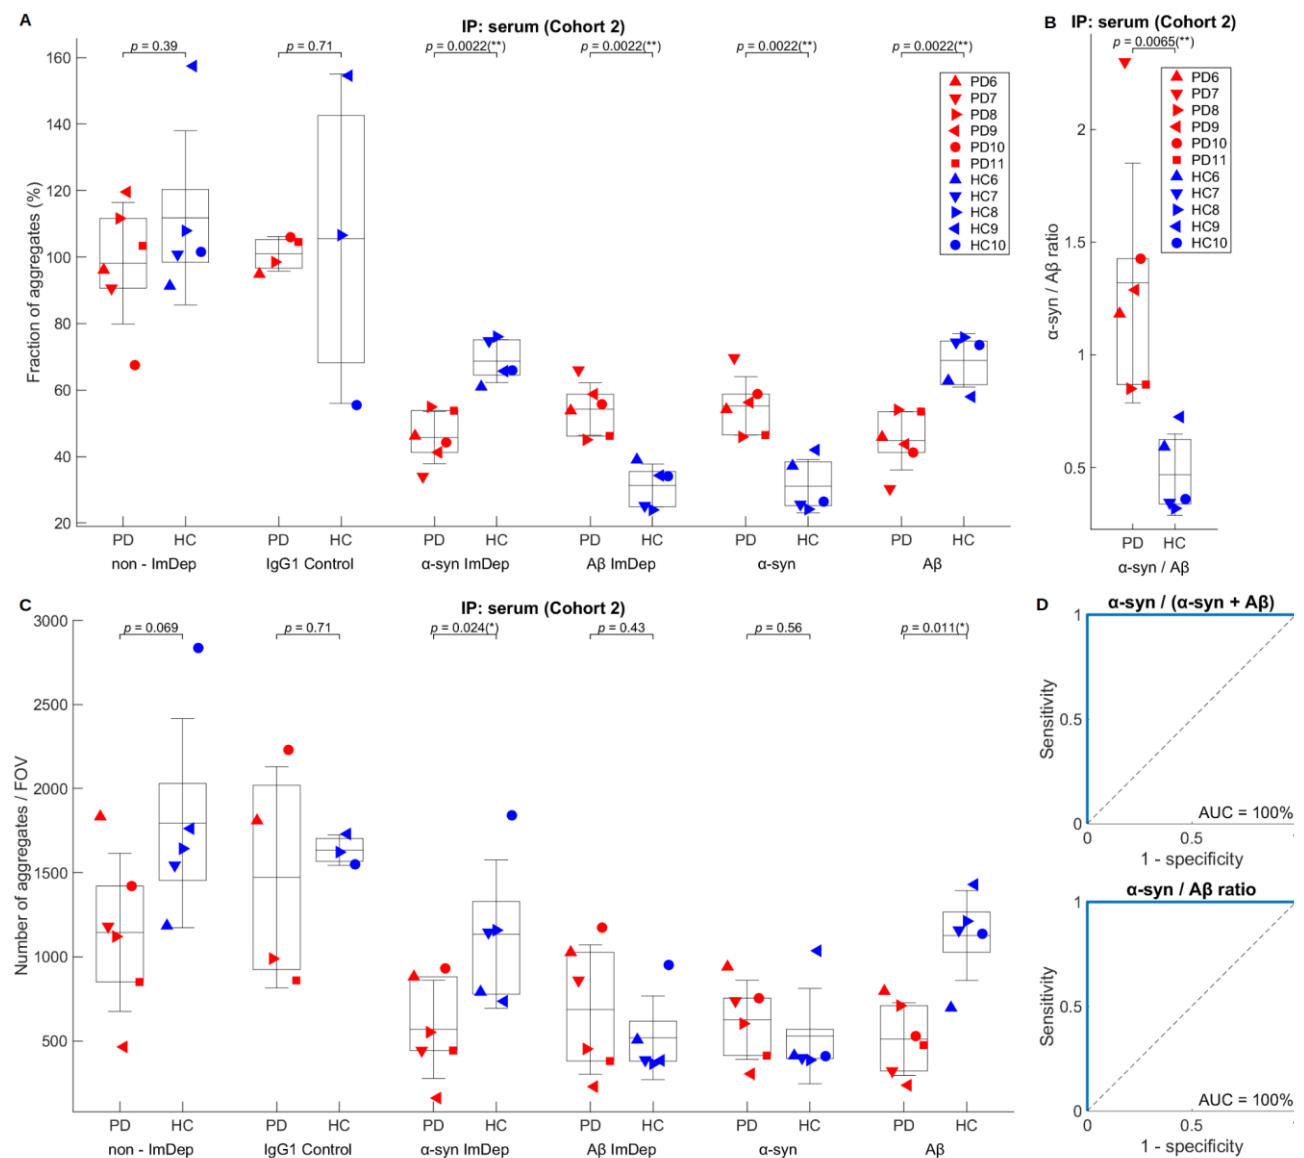 A
IP: serum (Cohort 2)
p = 0.39
p = 0.71
p = 0.0022(**)
p = 0.0022(**)
p = 0.0022(**)
p = 0.0022(**)
Fraction of aggregates (%)
160
140
120
100
80
60
40
20
PD6
PD7
PD8
PD9
PD10
PD11
HC6
HC7
HC8
HC9
HC10
PD HC PD HC PD HC PD HC PD HC PD HC
non - ImDep IgG1 Control α-syn ImDep Aβ ImDep α-syn Aβ
B
IP: serum (Cohort 2)
p = 0.0065(**)
α-syn / Aβ ratio
2
1.5
1
0.5
PD6
PD7
PD8
PD9
PD10
PD11
HC6
HC7
HC8
HC9
HC10
PD HC
α-syn / Aβ
C
IP: serum (Cohort 2)
p = 0.069
p = 0.71
p = 0.024(*)
p = 0.43
p = 0.56
p = 0.011(*)
Number of aggregates / FOV
3000
2500
2000
1500
1000
500
PD HC PD HC PD HC PD HC PD HC PD HC
non - ImDep IgG1 Control α-syn ImDep Aβ ImDep α-syn Aβ
D
α-syn / (α-syn + Aβ)
Sensitivity
1
0.5
0
AUC = 100%
0 0.5 1
1 - specificity
α-syn / Aβ ratio
Sensitivity
1
0.5
0
AUC = 100%
0 0.5 1
1 - specificity